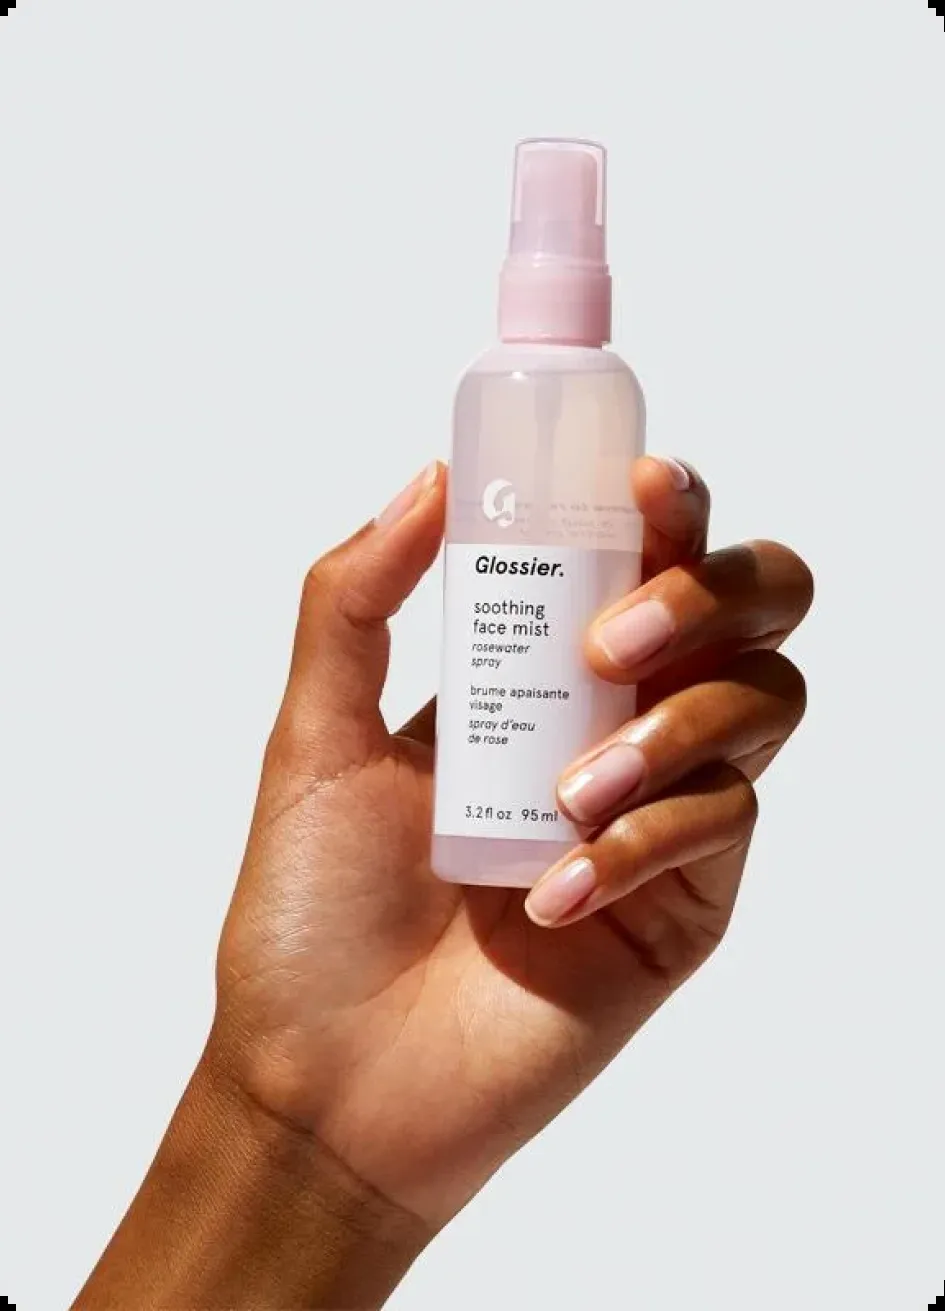 G
Glossier.
soothing
face mist
rosewater
spray
brume apaisante
visage
spray d'eau
de rose
3.2 fl oz 95 ml